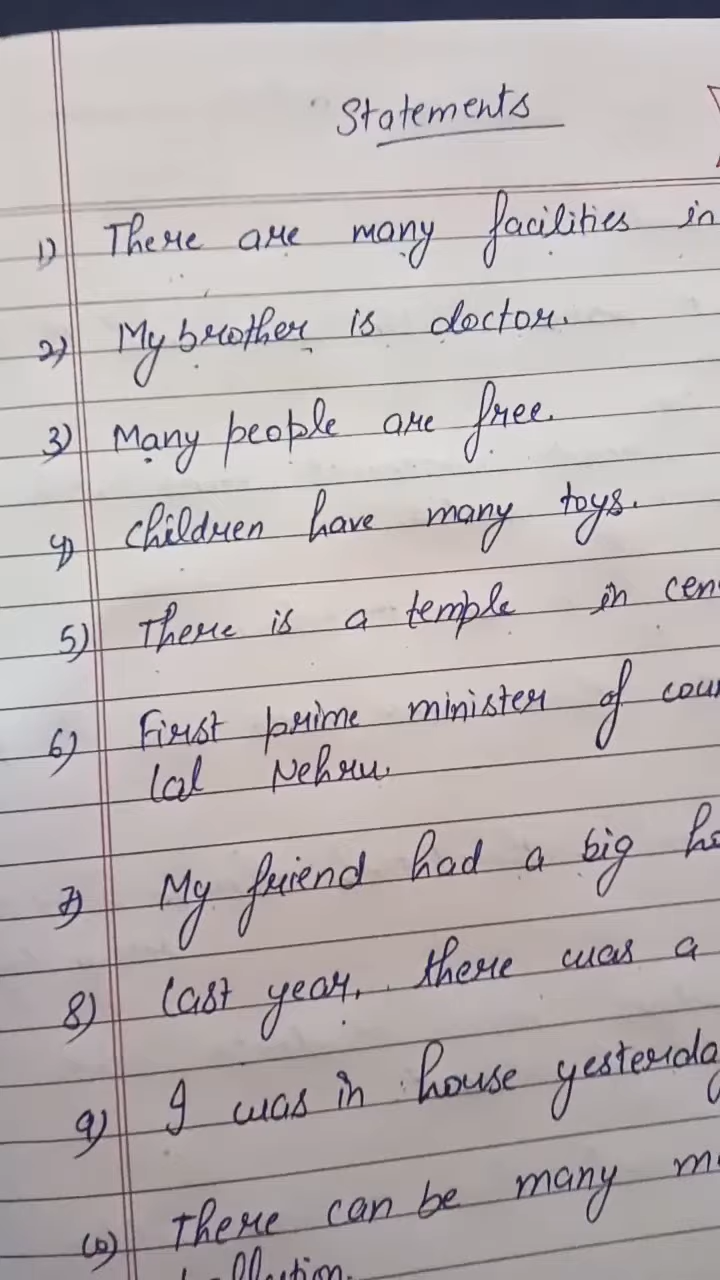 Statements
1) There are many facilities in
2) My brother is doctor.
3) Many people are free.
4) Children have many toys.
5) There is a temple in cen
6) First prime minister of coun
lal Nehru.
7) My friend had a big ho
8) Last year, there was a
9) I was in house yesterda
10) There can be many m